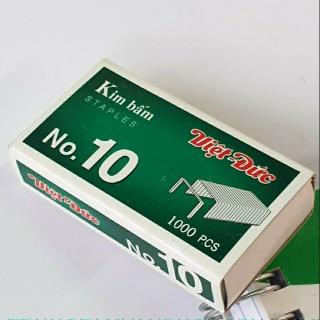 Kim bấm
STAPLES
No. 10
Việt-Đức
1000 PCS
Việt-Đức
No. 10